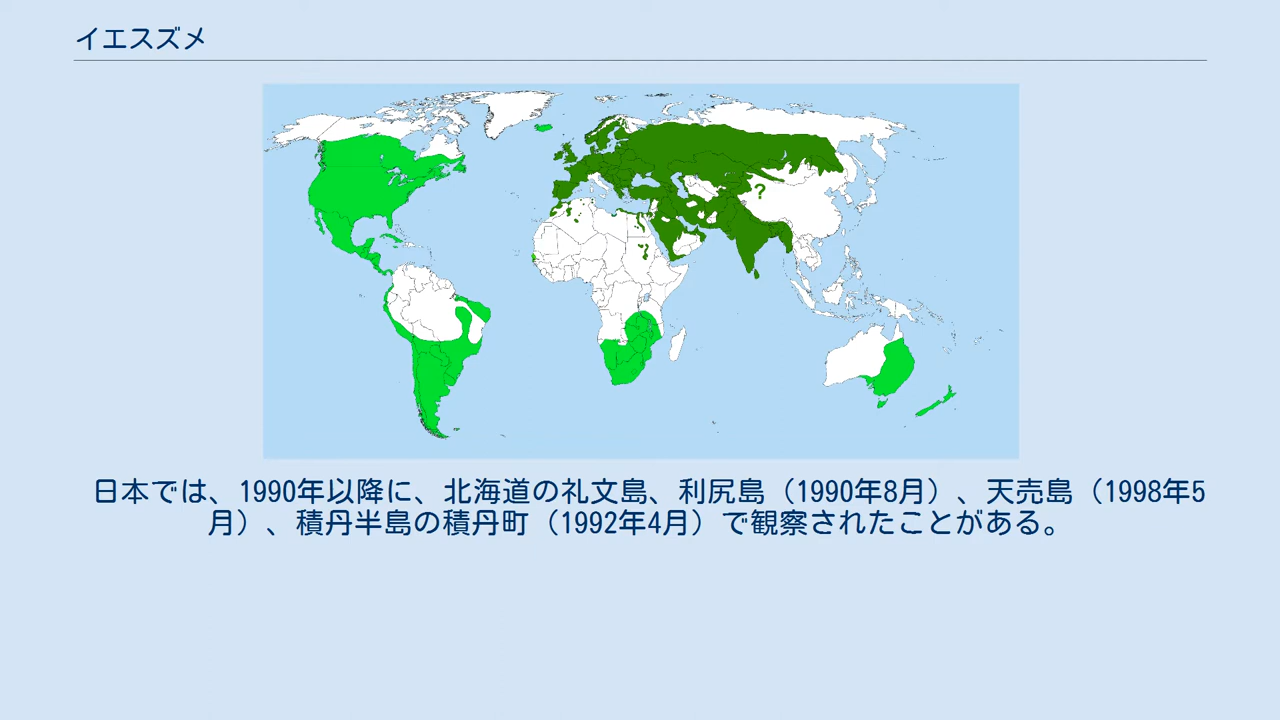 イエスズメ
?
日本では、1990年以降に、北海道の礼文島、利尻島（1990年8月）、天売島（1998年5
月）、積丹半島の積丹町（1992年4月）で観察されたことがある。